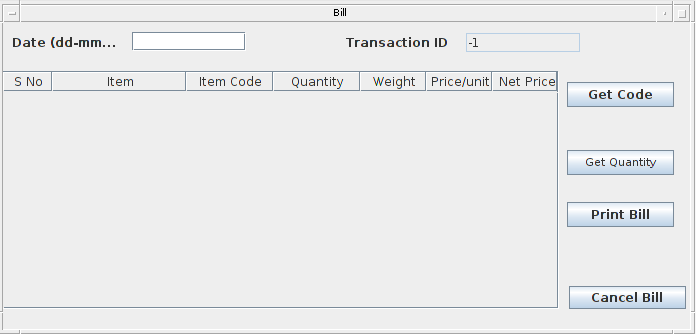 Bill
Date (dd-mm... Transaction ID -1
S No Item Item Code Quantity Weight Price/unit Net Price
Get Code
Get Quantity
Print Bill
Cancel Bill